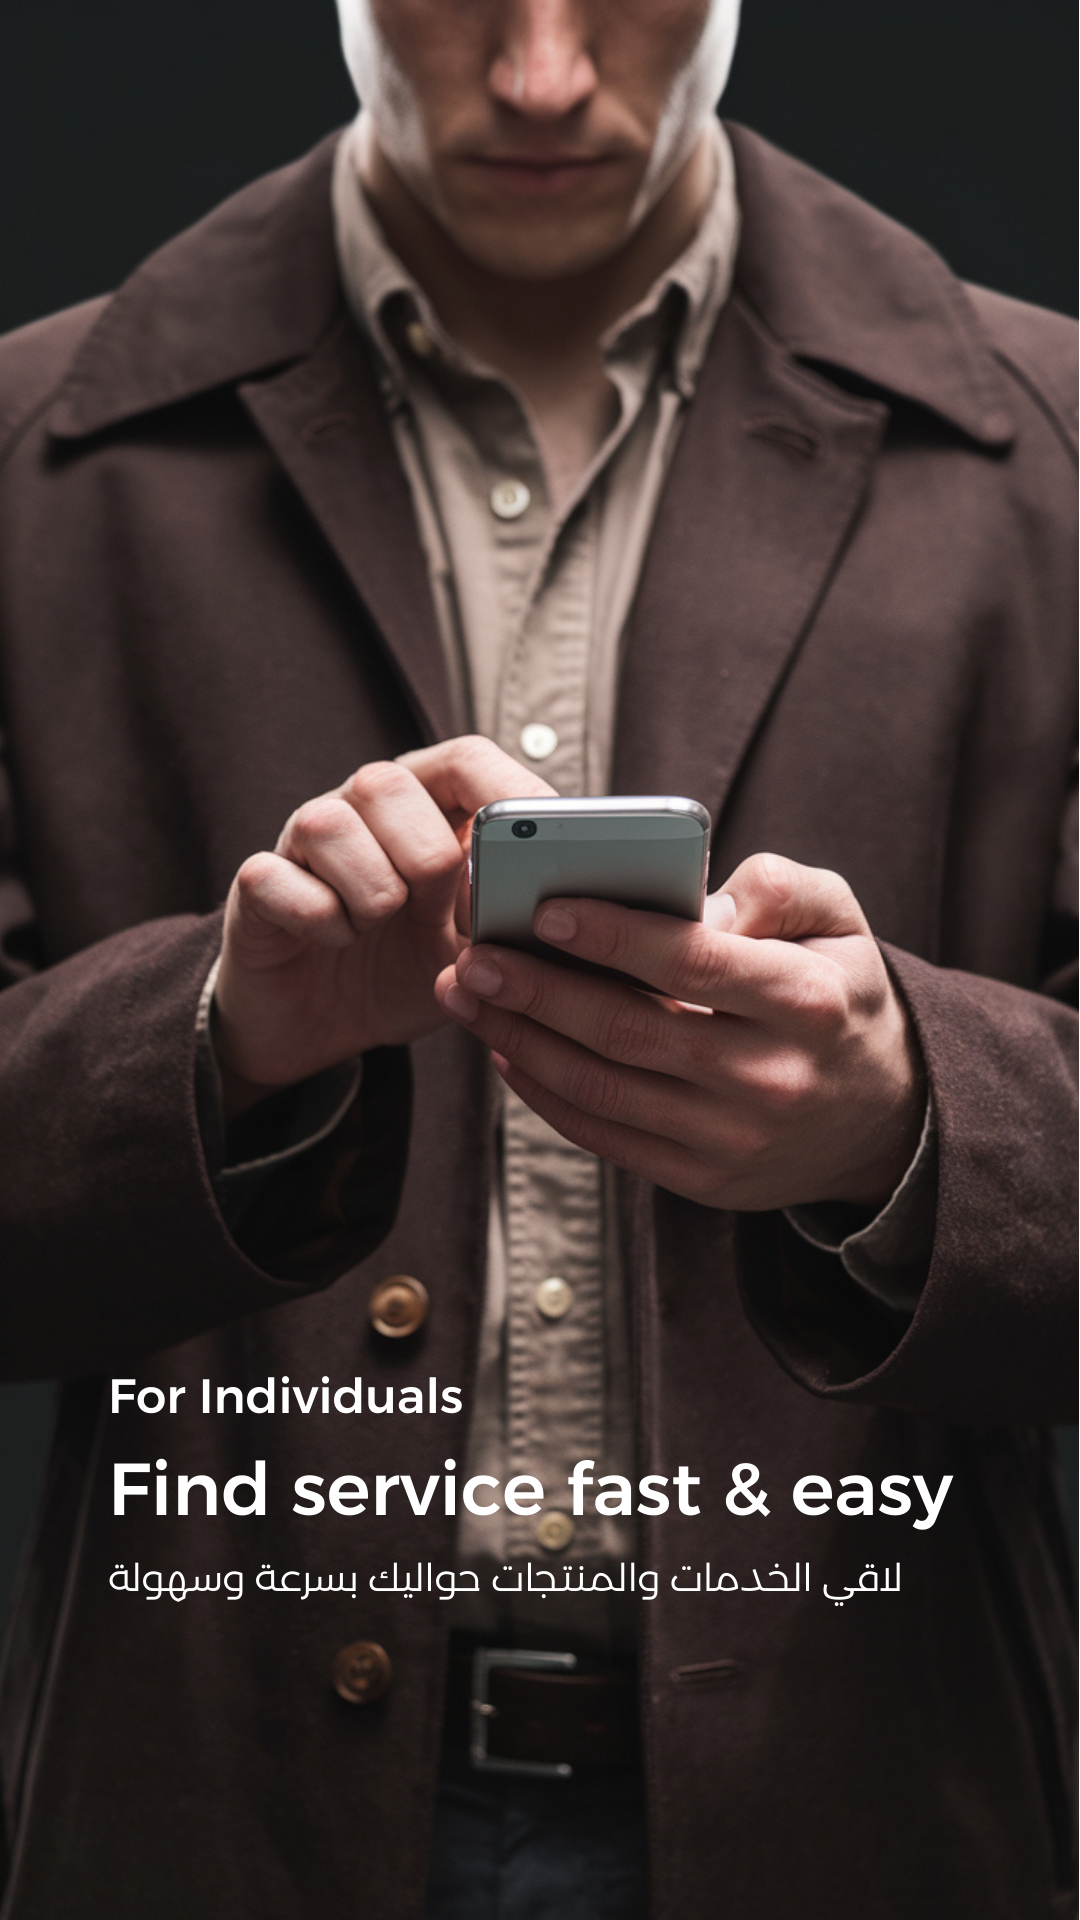 For Individuals
Find service fast & easy
لاقي الخدمات والمنتجات حواليك بسرعة وسهولة